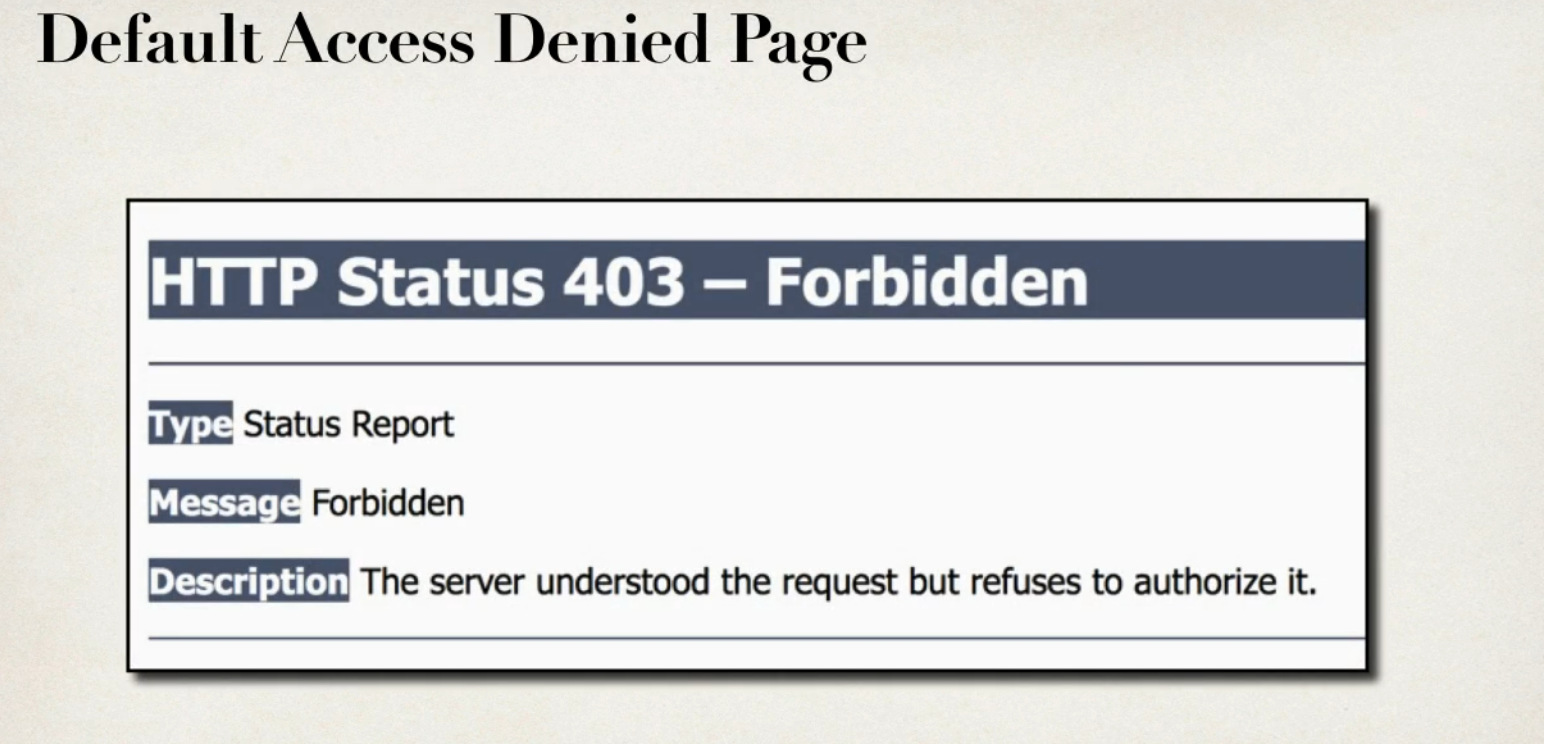 Default Access Denied Page
HTTP Status 403 – Forbidden
Type Status Report
Message Forbidden
Description The server understood the request but refuses to authorize it.